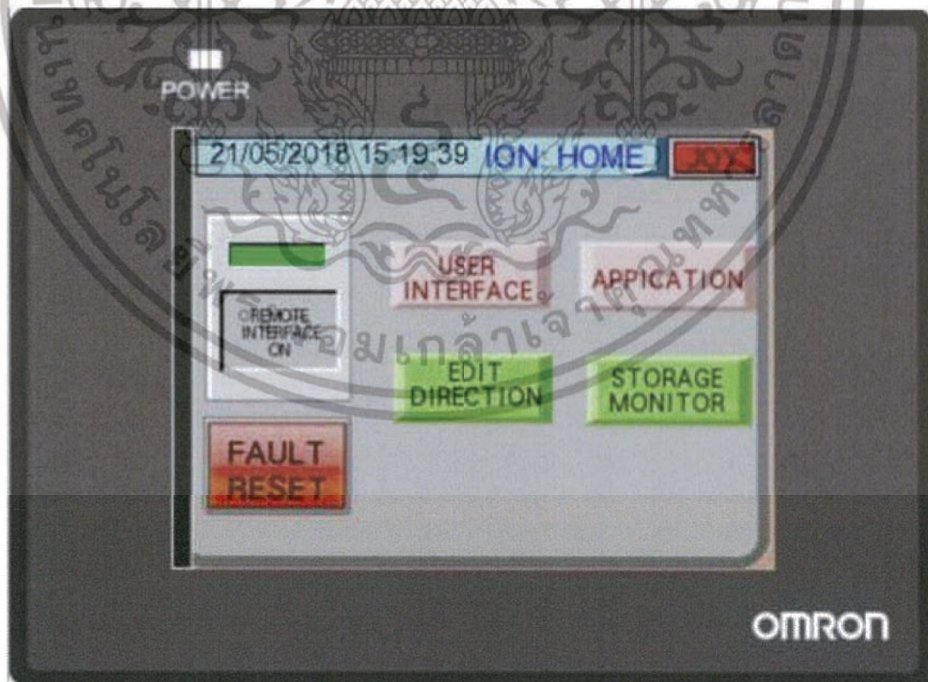 POWER
21/05/2018 15:19:39 ION: HOME JOY
REMOTE
INTERFACE
ON
USER
INTERFACE
APPICATION
EDIT
DIRECTION
STORAGE
MONITOR
FAULT
RESET
OMRON